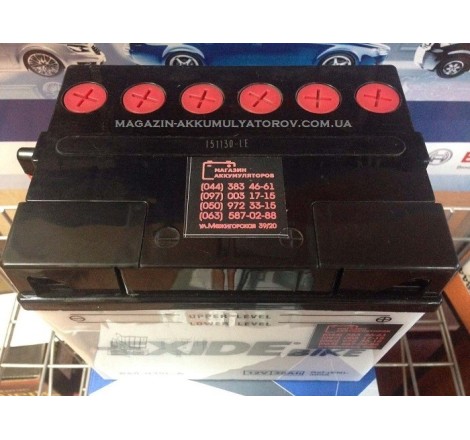 MAGAZIN-AKKUMULYATOROV.COM.UA
151130-1E
МАГАЗИН
АККУМУЛЯТОРОВ
(044) 383 46-61
(097) 003 17-15
(050) 972 33-15
(063) 587-02-88
УЛ.МЕЖИГОРСКАЯ 39/20
UPPER LEVEL
LOWER LEVEL
EXIDE
BIKE